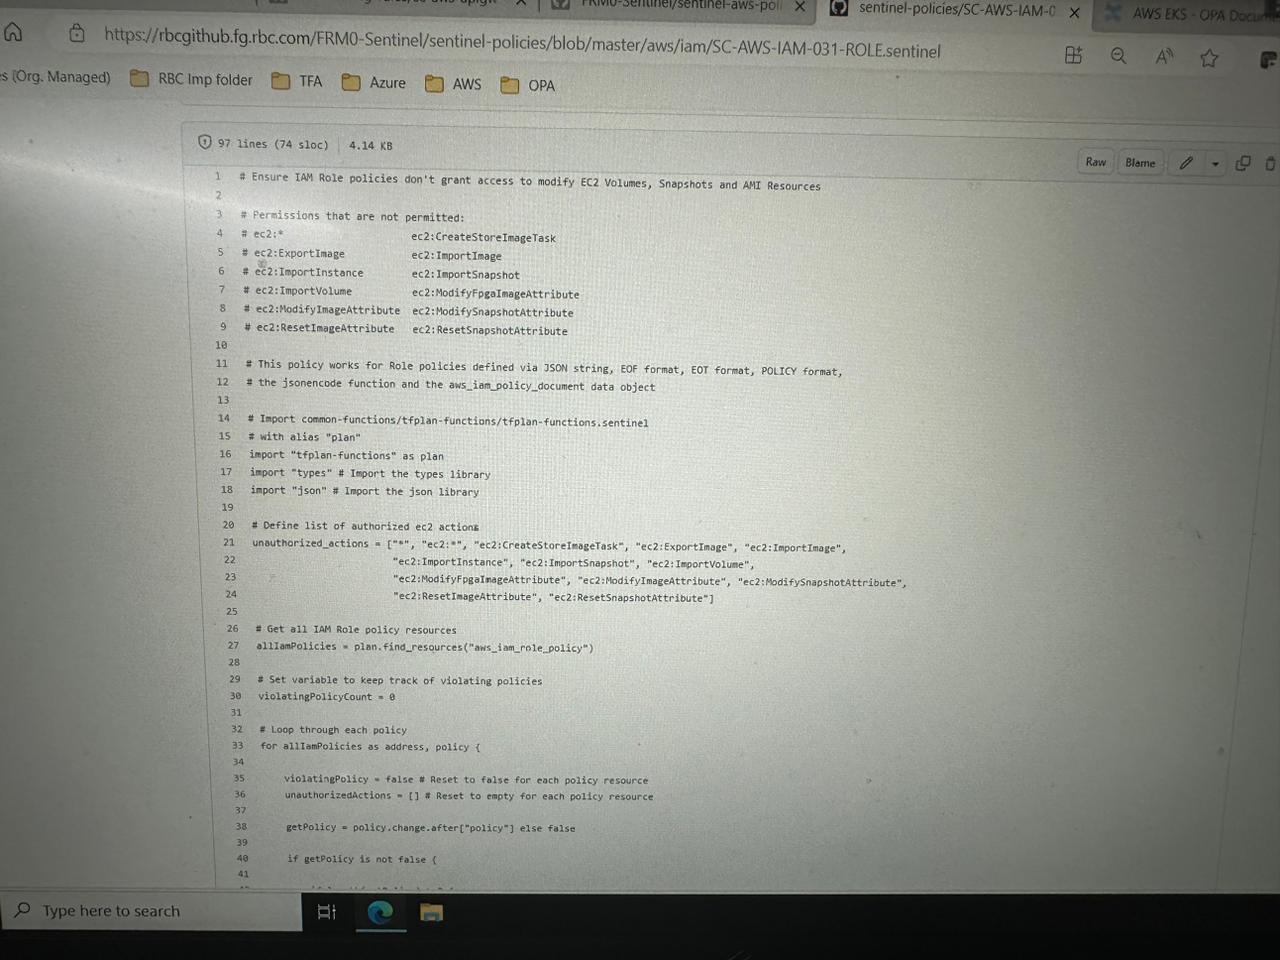 FRM0-Sentinel/sentinel-aws-poli ×
sentinel-policies/SC-AWS-IAM-0 ×
AWS EKS - OPA Docum
https://rbcgithub.fg.rbc.com/FRM0-Sentinel/sentinel-policies/blob/master/aws/iam/SC-AWS-IAM-031-ROLE.sentinel
s (Org. Managed) RBC Imp folder TFA Azure AWS OPA
97 lines (74 sloc) 4.14 KB
Raw Blame
1 # Ensure IAM Role policies don't grant access to modify EC2 Volumes, Snapshots and AMI Resources
2
3 # Permissions that are not permitted:
4 # ec2:* ec2:CreateStoreImageTask
5 # ec2:ExportImage ec2:ImportImage
6 # ec2:ImportInstance ec2:ImportSnapshot
7 # ec2:ImportVolume ec2:ModifyFpgaImageAttribute
8 # ec2:ModifyImageAttribute ec2:ModifySnapshotAttribute
9 # ec2:ResetImageAttribute ec2:ResetSnapshotAttribute
10
11 # This policy works for Role policies defined via JSON string, EOF format, EOT format, POLICY format,
12 # the jsonencode function and the aws_iam_policy_document data object
13
14 # Import common-functions/tfplan-functions/tfplan-functions.sentinel
15 # with alias "plan"
16 import "tfplan-functions" as plan
17 import "types" # Import the types library
18 import "json" # Import the json library
19
20 # Define list of authorized ec2 actions
21 unauthorized_actions = ["*", "ec2:*", "ec2:CreateStoreImageTask", "ec2:ExportImage", "ec2:ImportImage",
22 "ec2:ImportInstance", "ec2:ImportSnapshot", "ec2:ImportVolume",
23 "ec2:ModifyFpgaImageAttribute", "ec2:ModifyImageAttribute", "ec2:ModifySnapshotAttribute",
24 "ec2:ResetImageAttribute", "ec2:ResetSnapshotAttribute"]
25
26 # Get all IAM Role policy resources
27 allIamPolicies = plan.find_resources("aws_iam_role_policy")
28
29 # Set variable to keep track of violating policies
30 violatingPolicyCount = 0
31
32 # Loop through each policy
33 for allIamPolicies as address, policy {
34
35 violatingPolicy = false # Reset to false for each policy resource
36 unauthorizedActions = [] # Reset to empty for each policy resource
37
38 getPolicy = policy.change.after["policy"] else false
39
40 if getPolicy is not false {
41
Type here to search